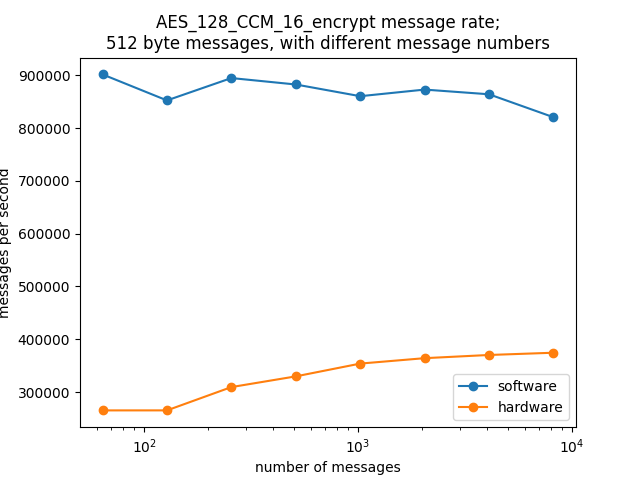 AES_128_CCM_16_encrypt message rate;
512 byte messages, with different message numbers
900000
800000
700000
600000
500000
400000
300000
messages per second
10²
10³
10⁴
number of messages
software
hardware